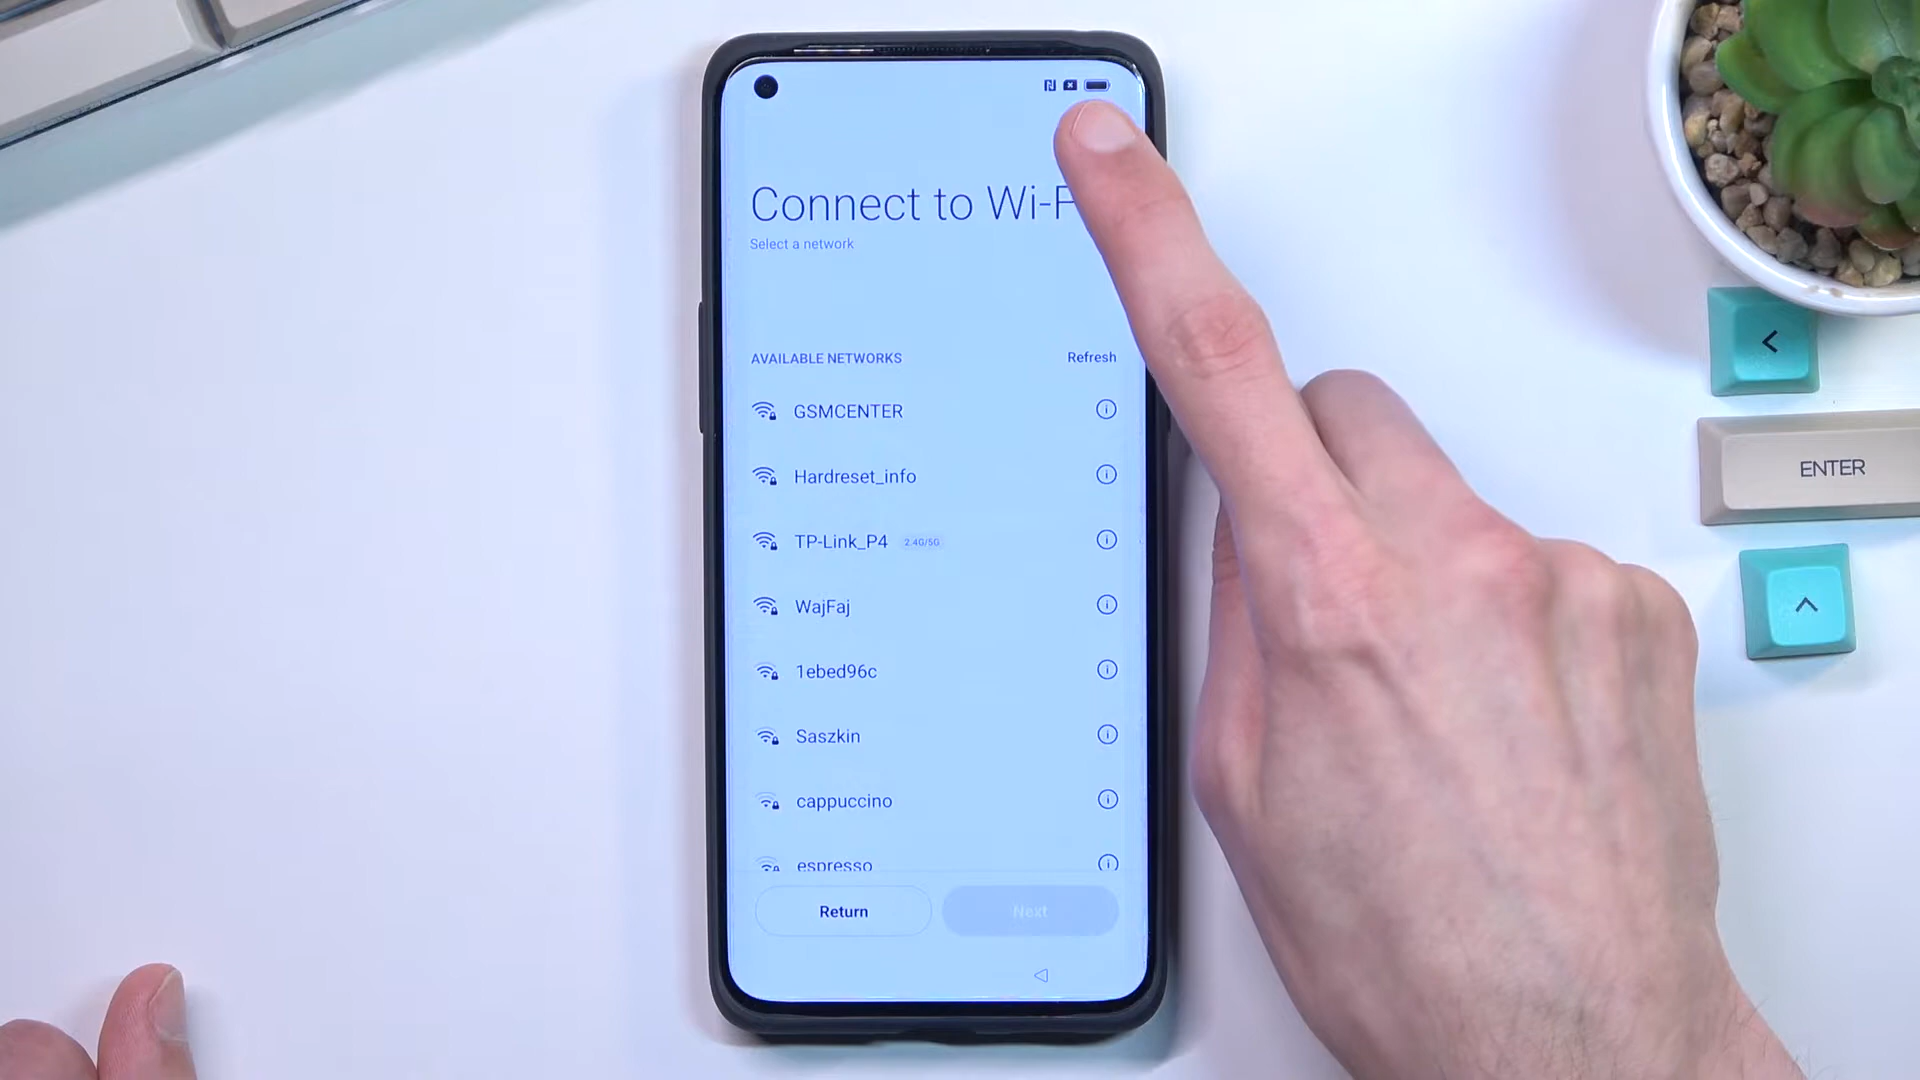 Connect to Wi-F
Select a network
AVAILABLE NETWORKS
Refresh
GSMCENTER
Hardreset_info
TP-Link_P4 2.4G/5G
WajFaj
1ebed96c
Saszkin
cappuccino
espresso
Return
Next
<
ENTER
^